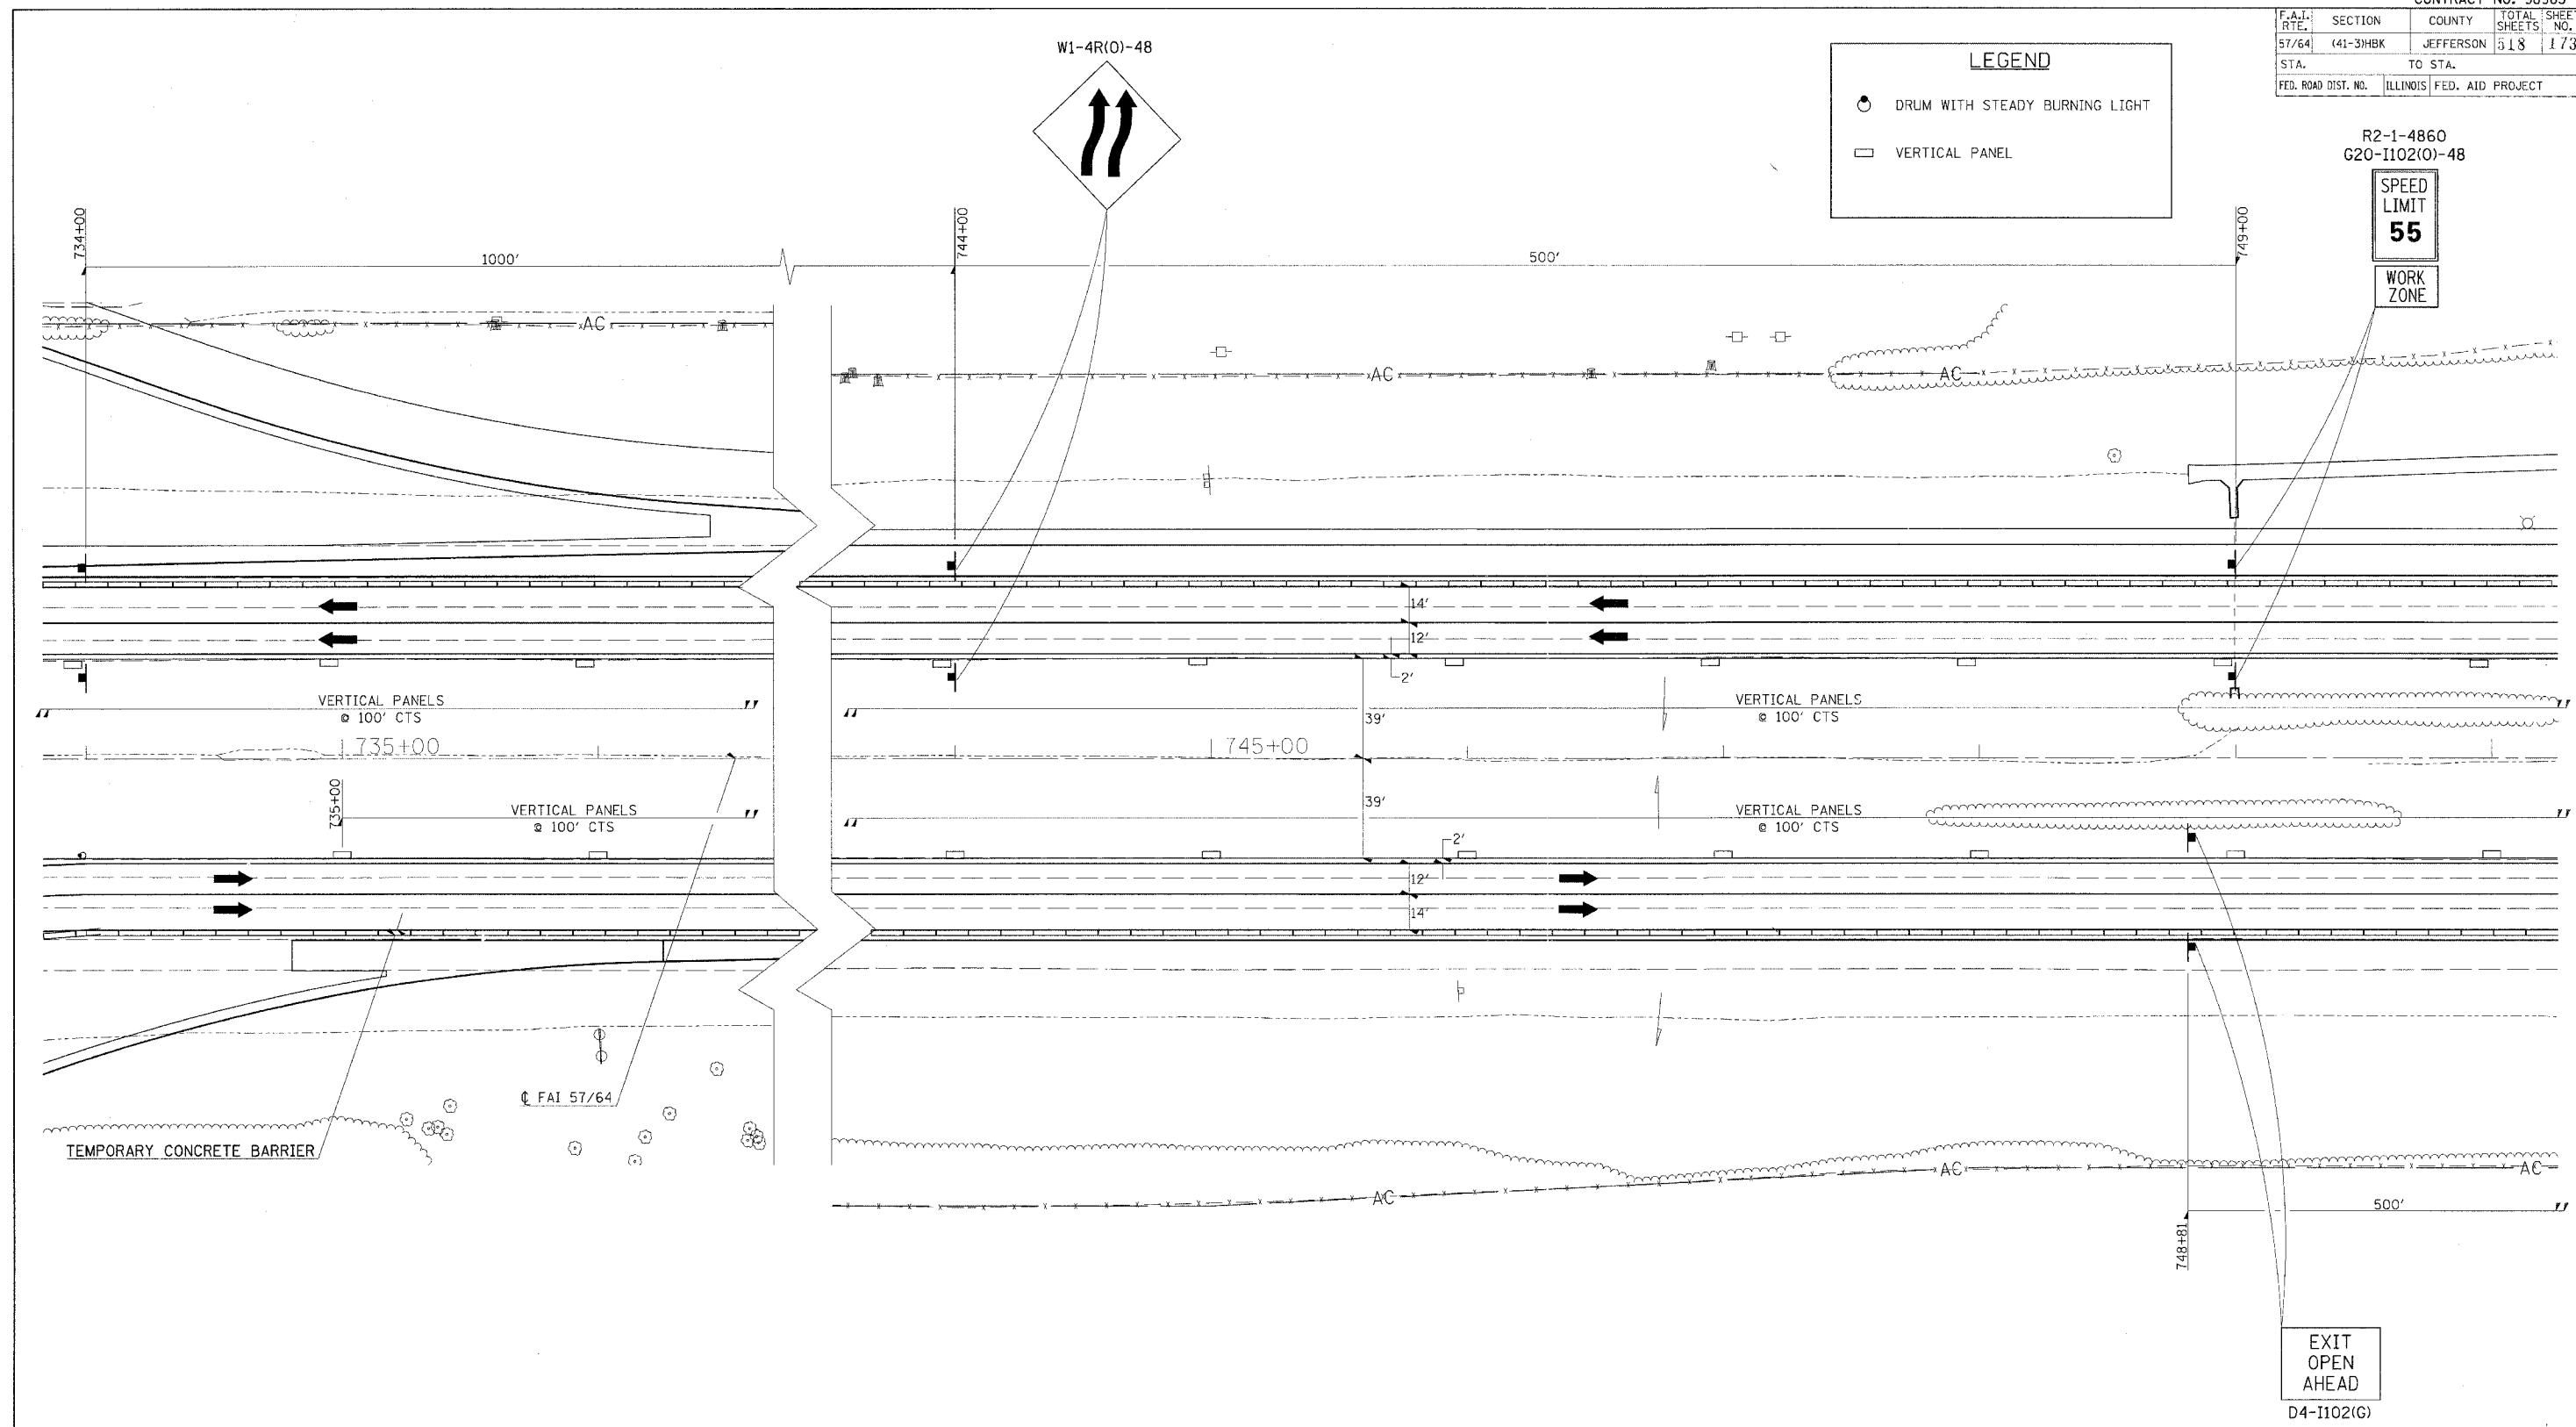 F.A.I. RTE. SECTION COUNTY TOTAL SHEETS SHEET NO.
57/64 (41-3)HBK JEFFERSON 518 173
STA. TO STA.
FED. ROAD DIST. NO. ILLINOIS FED. AID PROJECT
W1-4R(O)-48
LEGEND
DRUM WITH STEADY BURNING LIGHT
VERTICAL PANEL
R2-1-4860
G20-I102(O)-48
SPEED
LIMIT
55
WORK
ZONE
734+00
744+00
749+00
1000'
500'
AC
AC
AC
14'
12'
2'
VERTICAL PANELS
@ 100' CTS
VERTICAL PANELS
@ 100' CTS
39'
735+00
745+00
735+00
VERTICAL PANELS
@ 100' CTS
39'
VERTICAL PANELS
@ 100' CTS
2'
12'
14'
℄ FAI 57/64
TEMPORARY CONCRETE BARRIER
AC
AC
AC
748+81
500'
EXIT
OPEN
AHEAD
D4-I102(G)